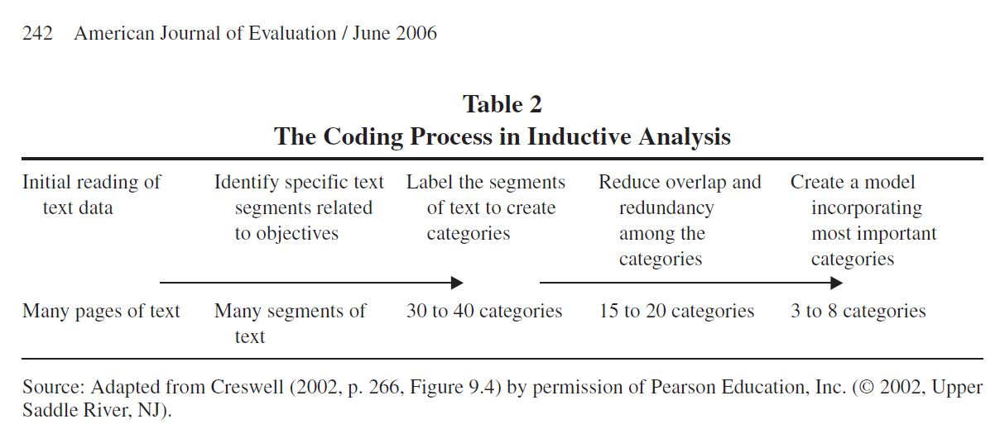 242 American Journal of Evaluation / June 2006
Table 2
The Coding Process in Inductive Analysis
Initial reading of text data
Identify specific text segments related to objectives
Label the segments of text to create categories
Reduce overlap and redundancy among the categories
Create a model incorporating most important categories
Many pages of text
Many segments of text
30 to 40 categories
15 to 20 categories
3 to 8 categories
Source: Adapted from Creswell (2002, p. 266, Figure 9.4) by permission of Pearson Education, Inc. (© 2002, Upper
Saddle River, NJ).